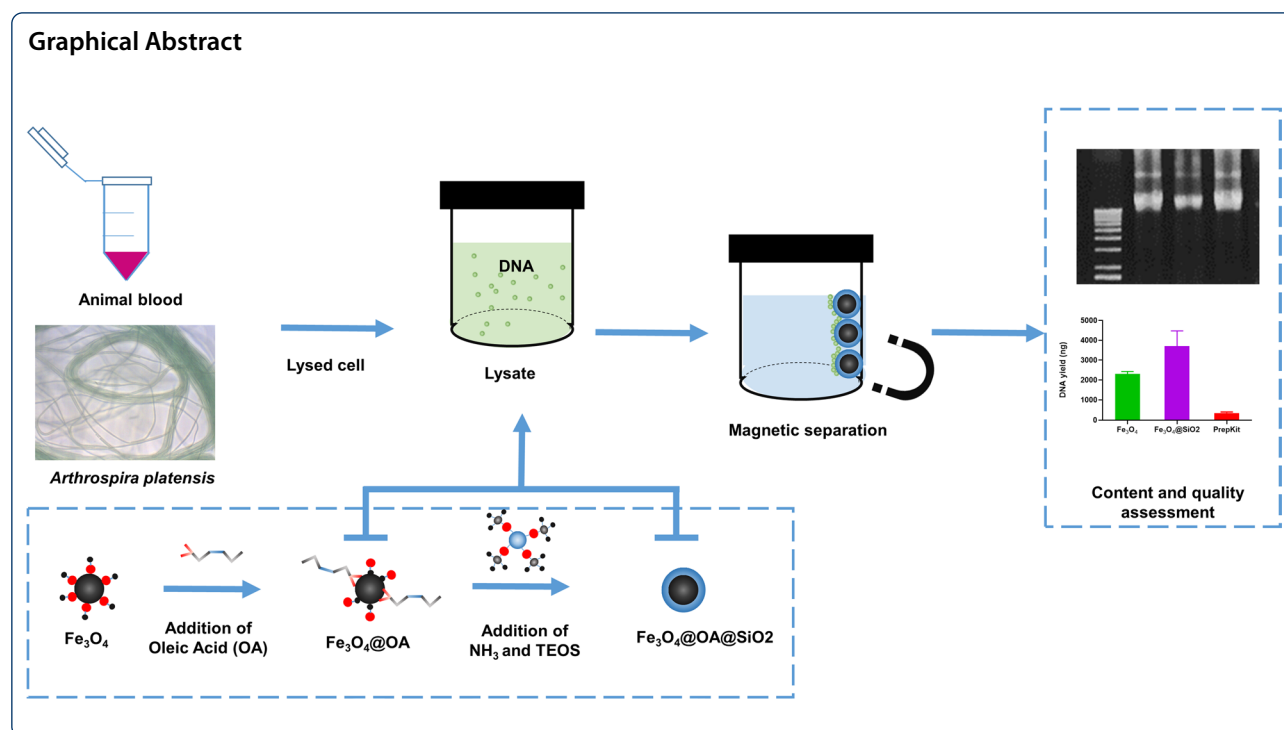 Graphical Abstract
Animal blood
Arthrospira platensis
Lysed cell
DNA
Lysate
Magnetic separation
DNA yield (ng)
5000
4000
3000
2000
1000
0
Fe₃O₄
Fe₃O₄@SiO2
PrepKit
Content and quality
assessment
Fe₃O₄
Addition of
Oleic Acid (OA)
Fe₃O₄@OA
Addition of
NH₃ and TEOS
Fe₃O₄@OA@SiO2